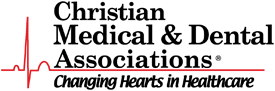 Christian
Medical & Dental
Associations®
Changing Hearts in Healthcare